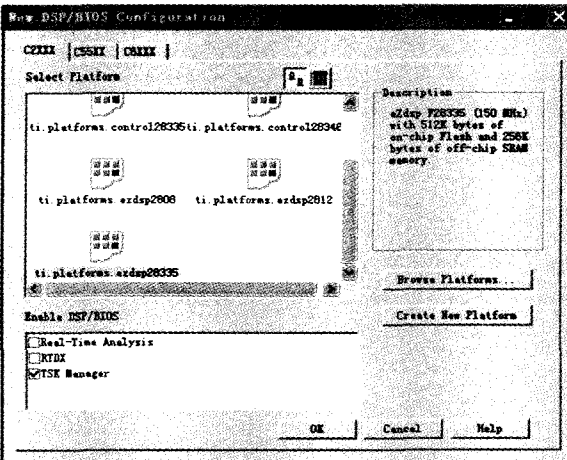 New DSP/BIOS Configuration
C2XXX C55XX C6XXX
Select Platform
ti.platforms.control28335 ti.platforms.control28346
ti.platforms.ezdsp2808 ti.platforms.ezdsp2812
ti.platforms.ezdsp28335
Description
eZdsp F28335 (150 MHz)
with 512K bytes of
on-chip Flash and 256K
bytes of off-chip SRAM
memory
Browse Platforms...
Create New Platform
Enable DSP/BIOS
Real-Time Analysis
RTDX
TSK Manager
OK Cancel Help